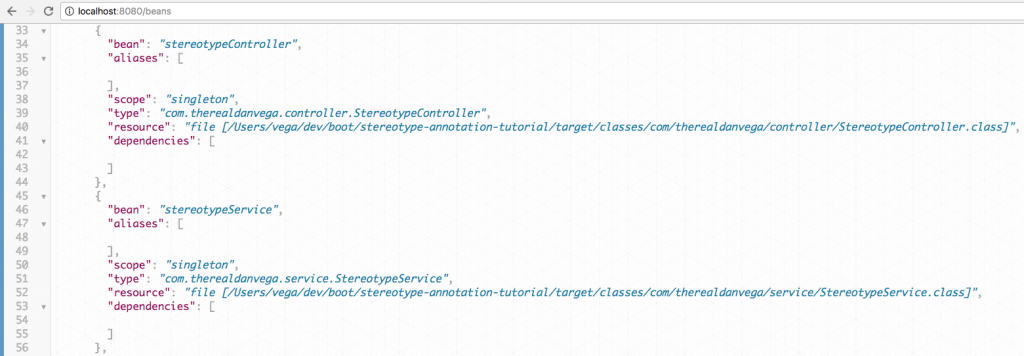 localhost:8080/beans
33 {
34 "bean": "stereotypeController",
35 "aliases": [
36
37 ],
38 "scope": "singleton",
39 "type": "com.therealdanvega.controller.StereotypeController",
40 "resource": "file [/Users/vega/dev/boot/stereotype-annotation-tutorial/target/classes/com/therealdanvega/controller/StereotypeController.class]",
41 "dependencies": [
42
43 ]
44 },
45 {
46 "bean": "stereotypeService",
47 "aliases": [
48
49 ],
50 "scope": "singleton",
51 "type": "com.therealdanvega.service.StereotypeService",
52 "resource": "file [/Users/vega/dev/boot/stereotype-annotation-tutorial/target/classes/com/therealdanvega/service/StereotypeService.class]",
53 "dependencies": [
54
55 ]
56 },